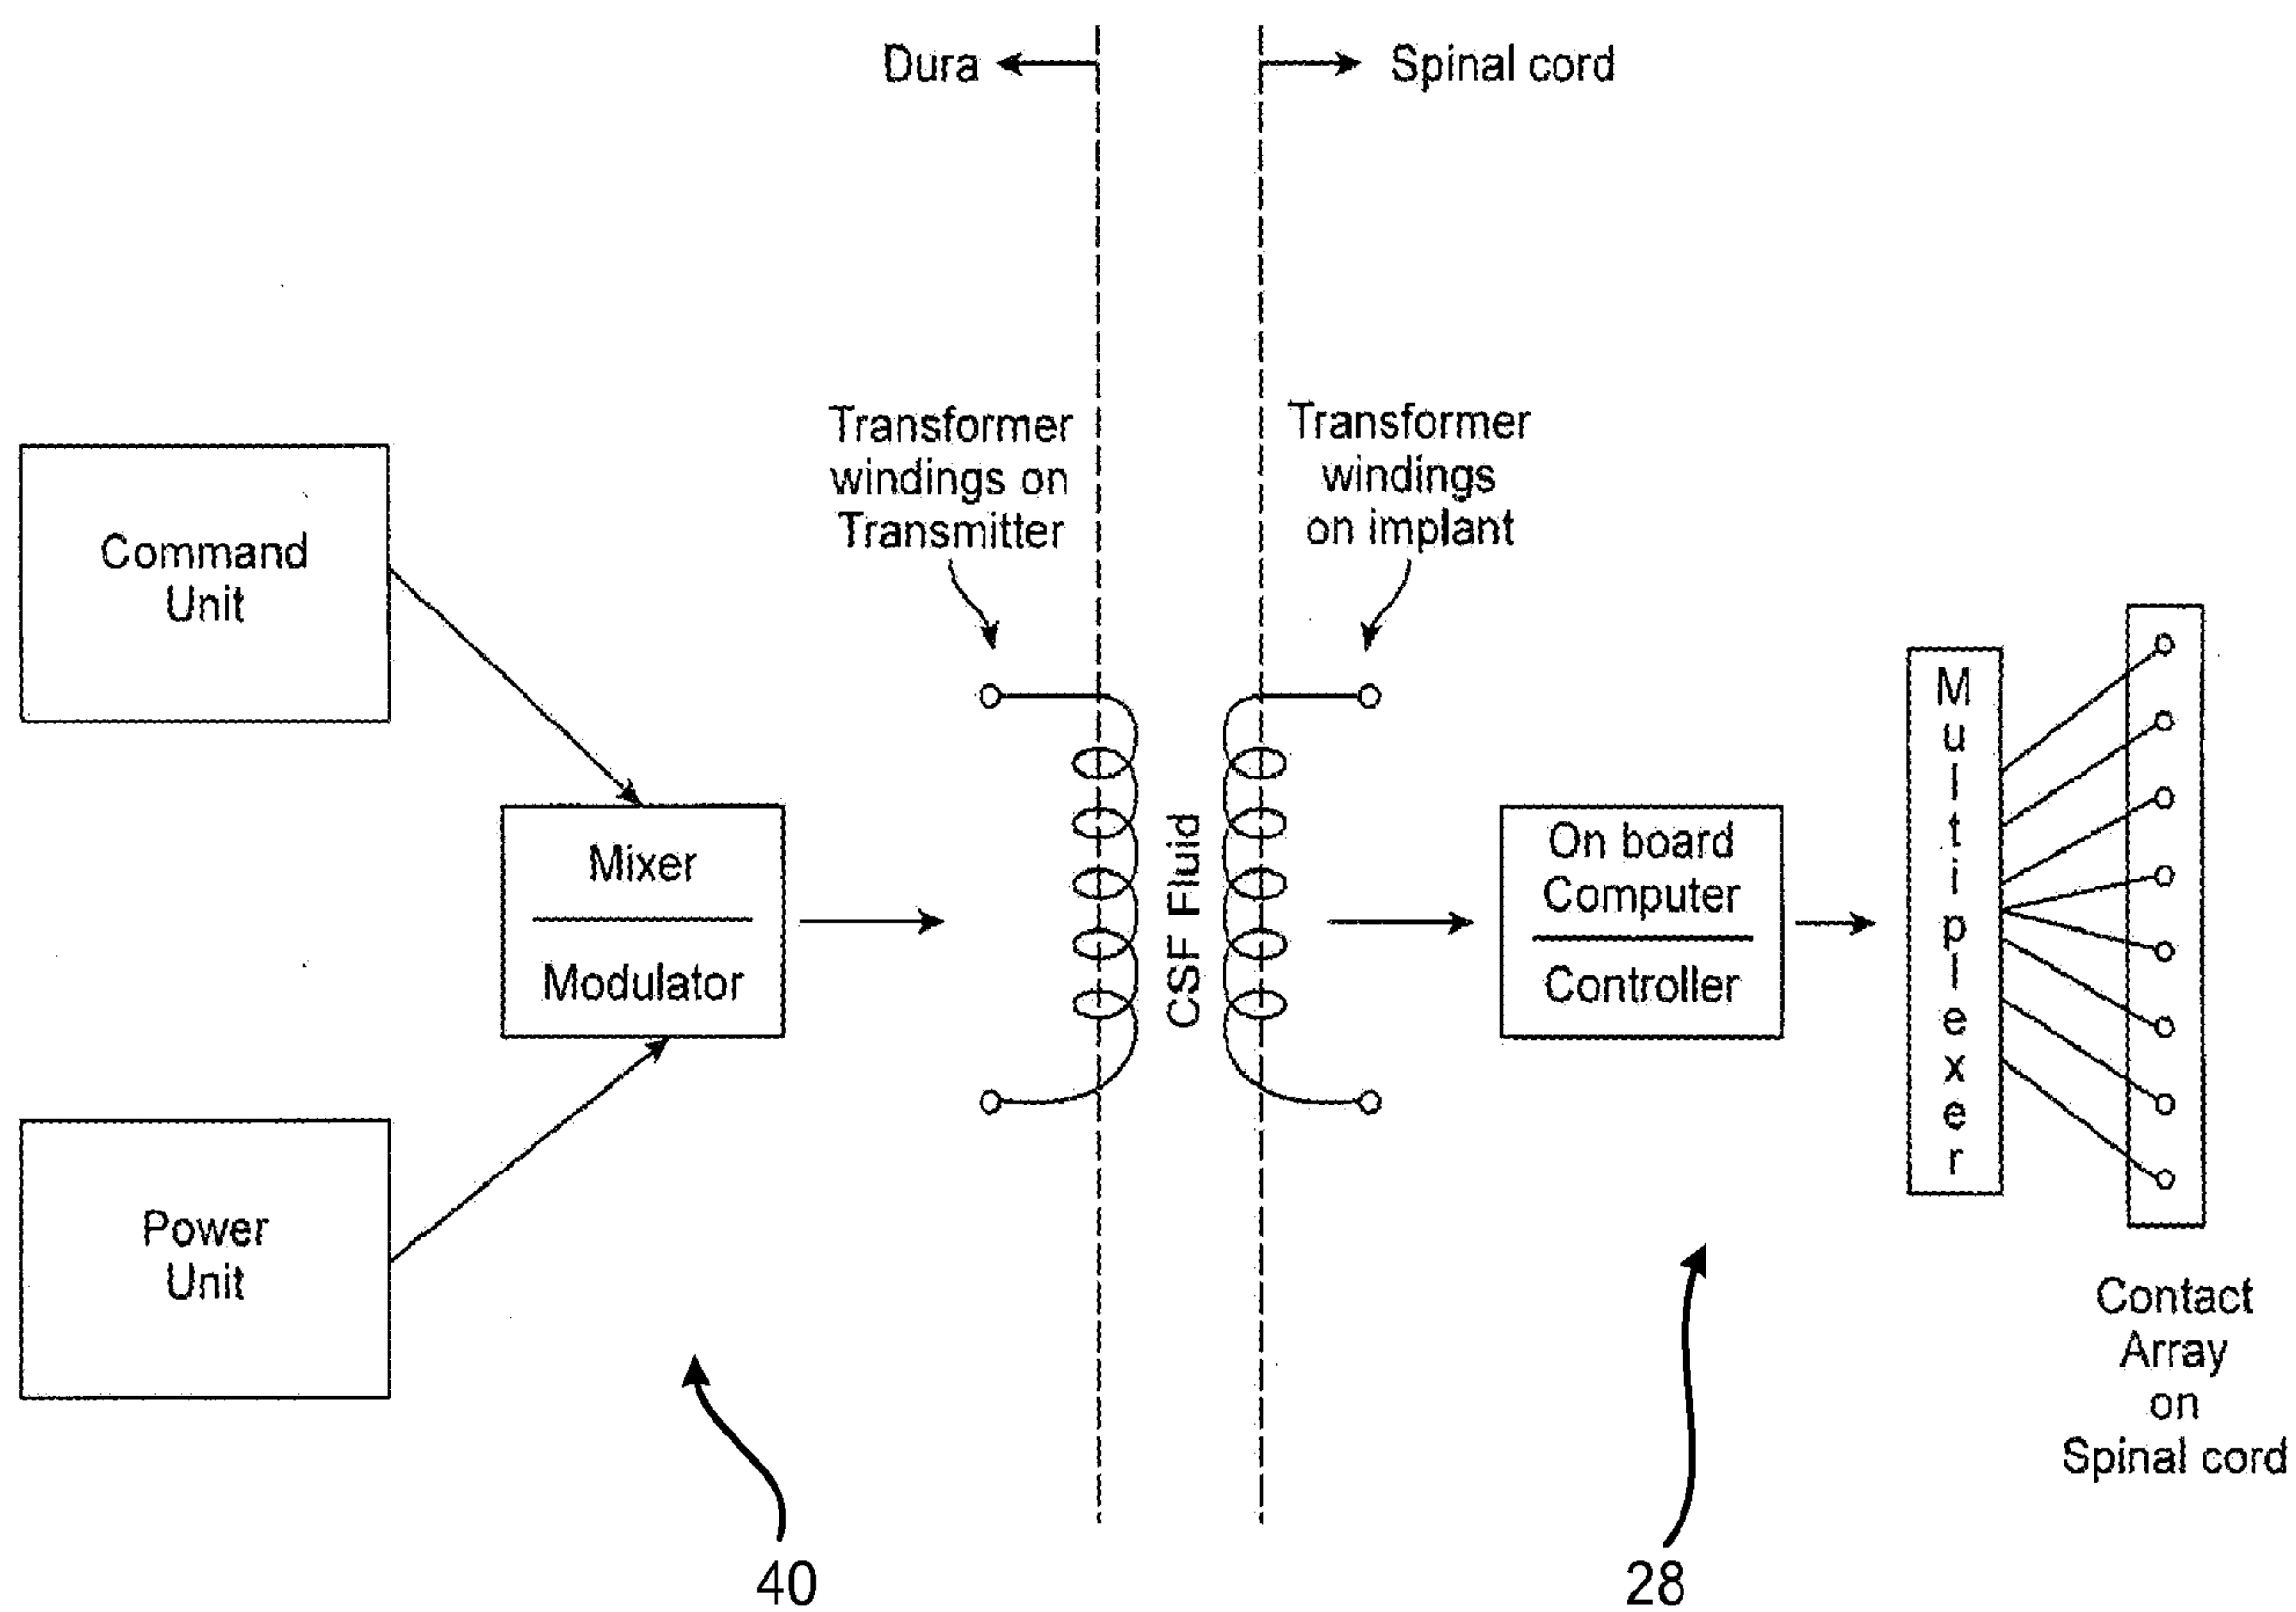 Dura
Spinal cord
Transformer
windings on
Transmitter
Transformer
windings
on implant
Command
Unit
Mixer
Modulator
CSF Fluid
On board
Computer
Controller
Multiplexer
Power
Unit
Contact
Array
on
Spinal cord
40
28